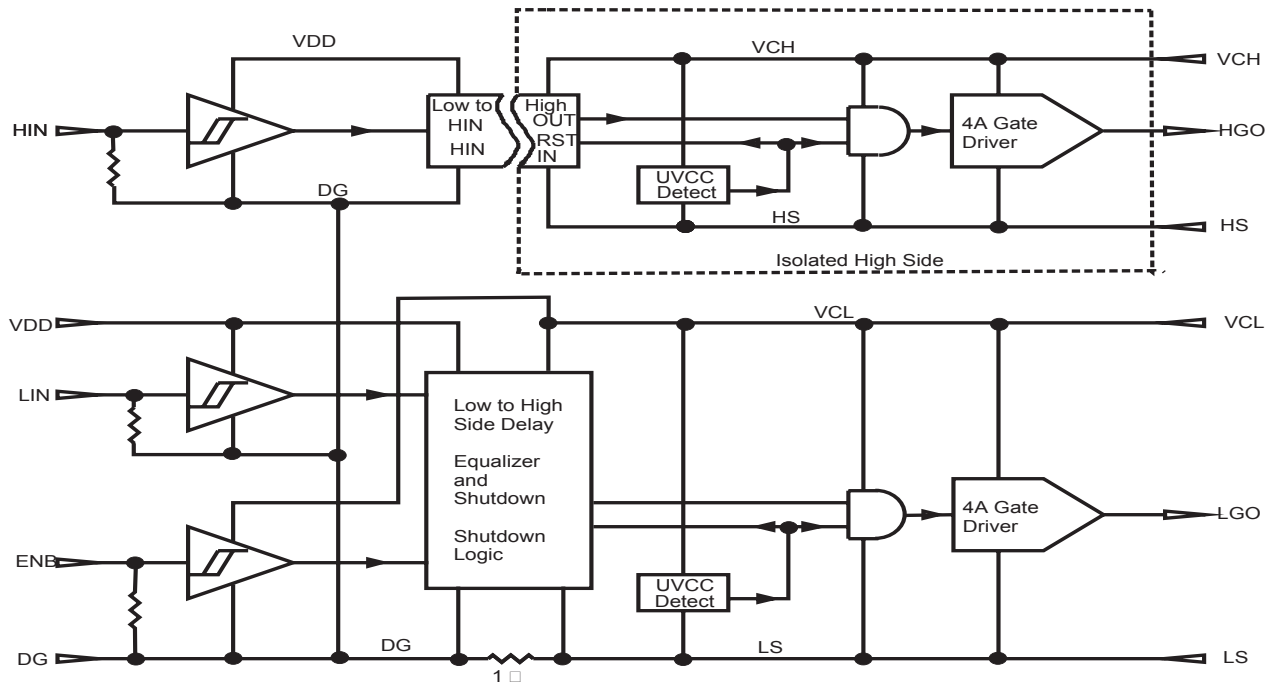 VDD
VCH
VCH
HIN
Low to
HIN
HIN
High
OUT
RST
IN
4A Gate
Driver
HGO
UVCC
Detect
DG
HS
HS
Isolated High Side
VDD
VCL
VCL
LIN
Low to High
Side Delay
Equalizer
and
Shutdown
Shutdown
Logic
4A Gate
Driver
LGO
ENB
UVCC
Detect
DG
DG
LS
LS
1 □